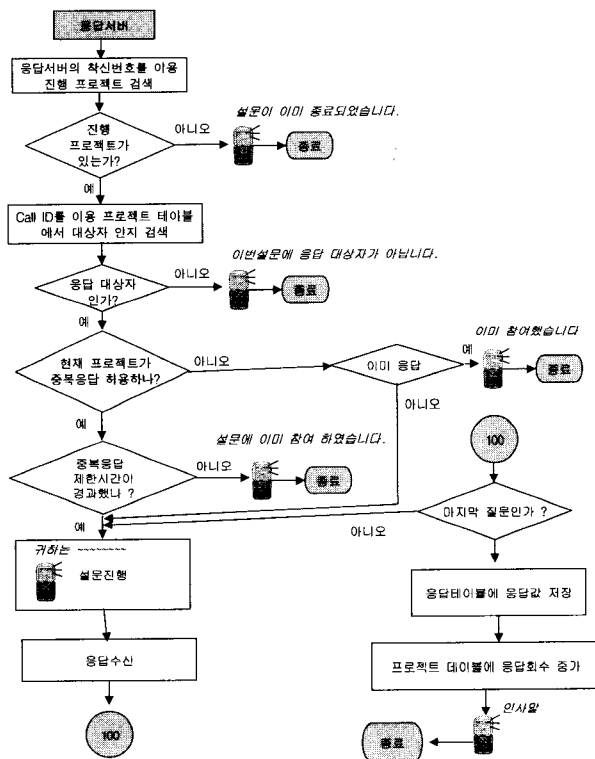 응답서버
응답서버의 착신번호를 이용
진행 프로젝트 검색
설문이 이미 종료되었습니다.
진행
프로젝트가
있는가?
아니오
종료
예
Call ID를 이용 프로젝트 테이블
에서 대상자 인지 검색
이번설문에 응답 대상자가 아닙니다.
응답 대상자
인가?
아니오
종료
예
이미 참여했습니다
현재 프로젝트가
중복응답 허용하나?
아니오
이미 응답
예
종료
아니오
예
설문에 이미 참여 하였습니다.
100
중복응답
제한시간이
경과했나 ?
아니오
종료
마지막 질문인가 ?
예
아니오
귀하는 ~~~~~~~~
설문진행
응답테이블에 응답값 저장
응답수신
프로젝트 데이블에 응답회수 증가
100
인사말
종료